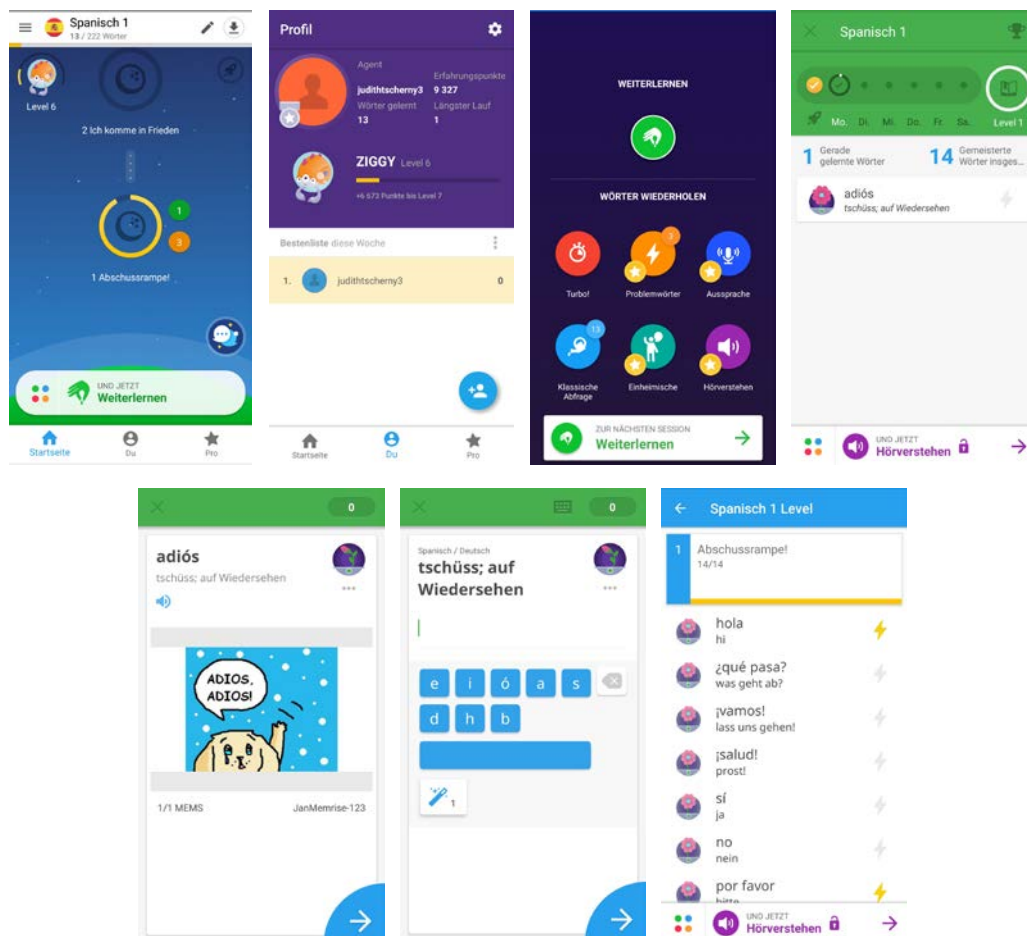 Spanisch 1
13 / 222 Wörter
Level 6
2 Ich komme in Frieden
1
3
1 Abschussrampe!
UND JETZT
Weiterlernen
Startseite
Du
Pro
Profil
Agent
judithtscherny3
Erfahrungspunkte
9 327
Wörter gelernt
13
Längster Lauf
1
ZIGGY Level 6
+6 673 Punkte bis Level 7
Bestenliste diese Woche
1. judithtscherny3 0
Startseite
Du
Pro
WEITERLERNEN
WÖRTER WIEDERHOLEN
3
Turbo!
Problemwörter
Aussprache
13
Klassische
Abfrage
Einheimische
Hörverstehen
ZUR NÄCHSTEN SESSION
Weiterlernen
Spanisch 1
Mo. Di. Mi. Do. Fr. Sa. Level 1
1 Gerade
gelernte Wörter
14 Gemeisterte
Wörter insges...
adiós
tschüss; auf Wiedersehen
UND JETZT
Hörverstehen
0
adiós
tschüss; auf Wiedersehen
ADIOS,
ADIOS!
1/1 MEMS JanMemrise-123
0
Spanisch / Deutsch
tschüss; auf
Wiedersehen
e i ó a s
d h b
1
Spanisch 1 Level
1 Abschussrampe!
14/14
hola
hi
¿qué pasa?
was geht ab?
¡vamos!
lass uns gehen!
¡salud!
prost!
sí
ja
no
nein
por favor
bitte
UND JETZT
Hörverstehen